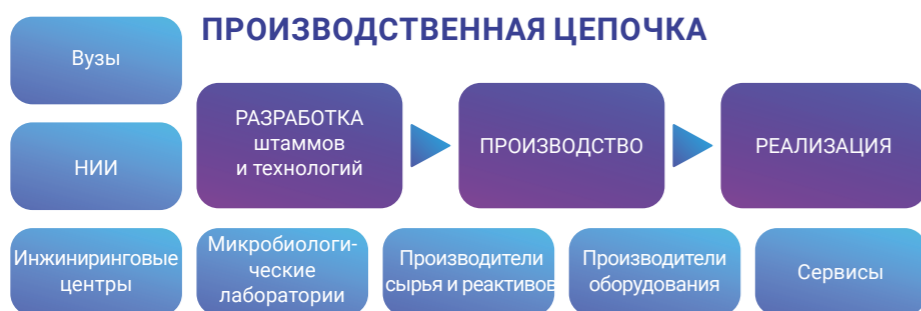 ПРОИЗВОДСТВЕННАЯ ЦЕПОЧКА
Вузы
НИИ
РАЗРАБОТКА
штаммов
и технологий
ПРОИЗВОДСТВО
РЕАЛИЗАЦИЯ
Инжиниринговые
центры
Микробиологи-
ческие
лаборатории
Производители
сырья и реактивов
Производители
оборудования
Сервисы